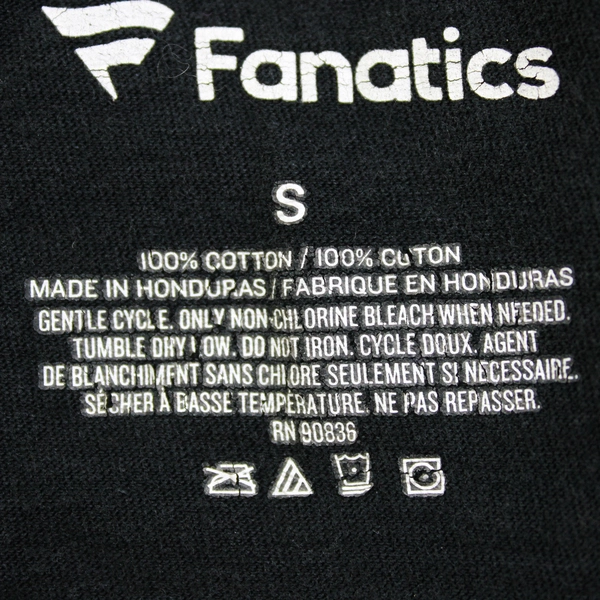 Fanatics
S
100% COTTON / 100% COTON
MADE IN HONDURAS / FABRIQUE EN HONDURAS
GENTLE CYCLE. ONLY NON-CHLORINE BLEACH WHEN NEEDED.
TUMBLE DRY LOW. DO NOT IRON. CYCLE DOUX. AGENT
DE BLANCHIMENT SANS CHLORE SEULEMENT SI NECESSAIRE.
SÉCHER À BASSE TEMPÉRATURE. NE PAS REPASSER.
RN 90836